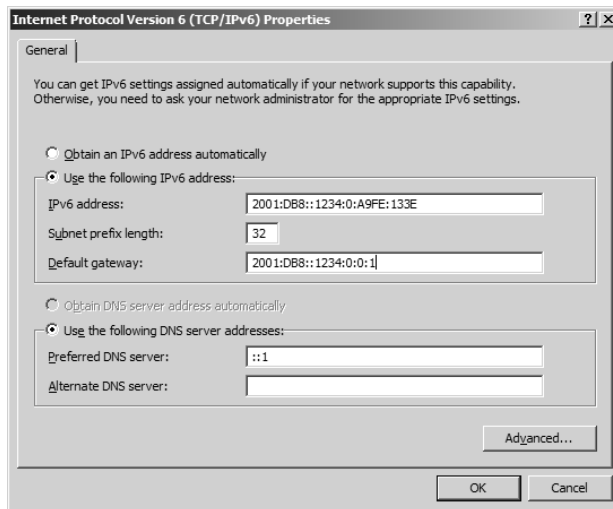 Internet Protocol Version 6 (TCP/IPv6) Properties
General
You can get IPv6 settings assigned automatically if your network supports this capability.
Otherwise, you need to ask your network administrator for the appropriate IPv6 settings.
Obtain an IPv6 address automatically
Use the following IPv6 address:
IPv6 address: 2001:DB8::1234:0:A9FE:133E
Subnet prefix length: 32
Default gateway: 2001:DB8::1234:0:0:1
Obtain DNS server address automatically
Use the following DNS server addresses:
Preferred DNS server: ::1
Alternate DNS server:
Advanced...
OK Cancel